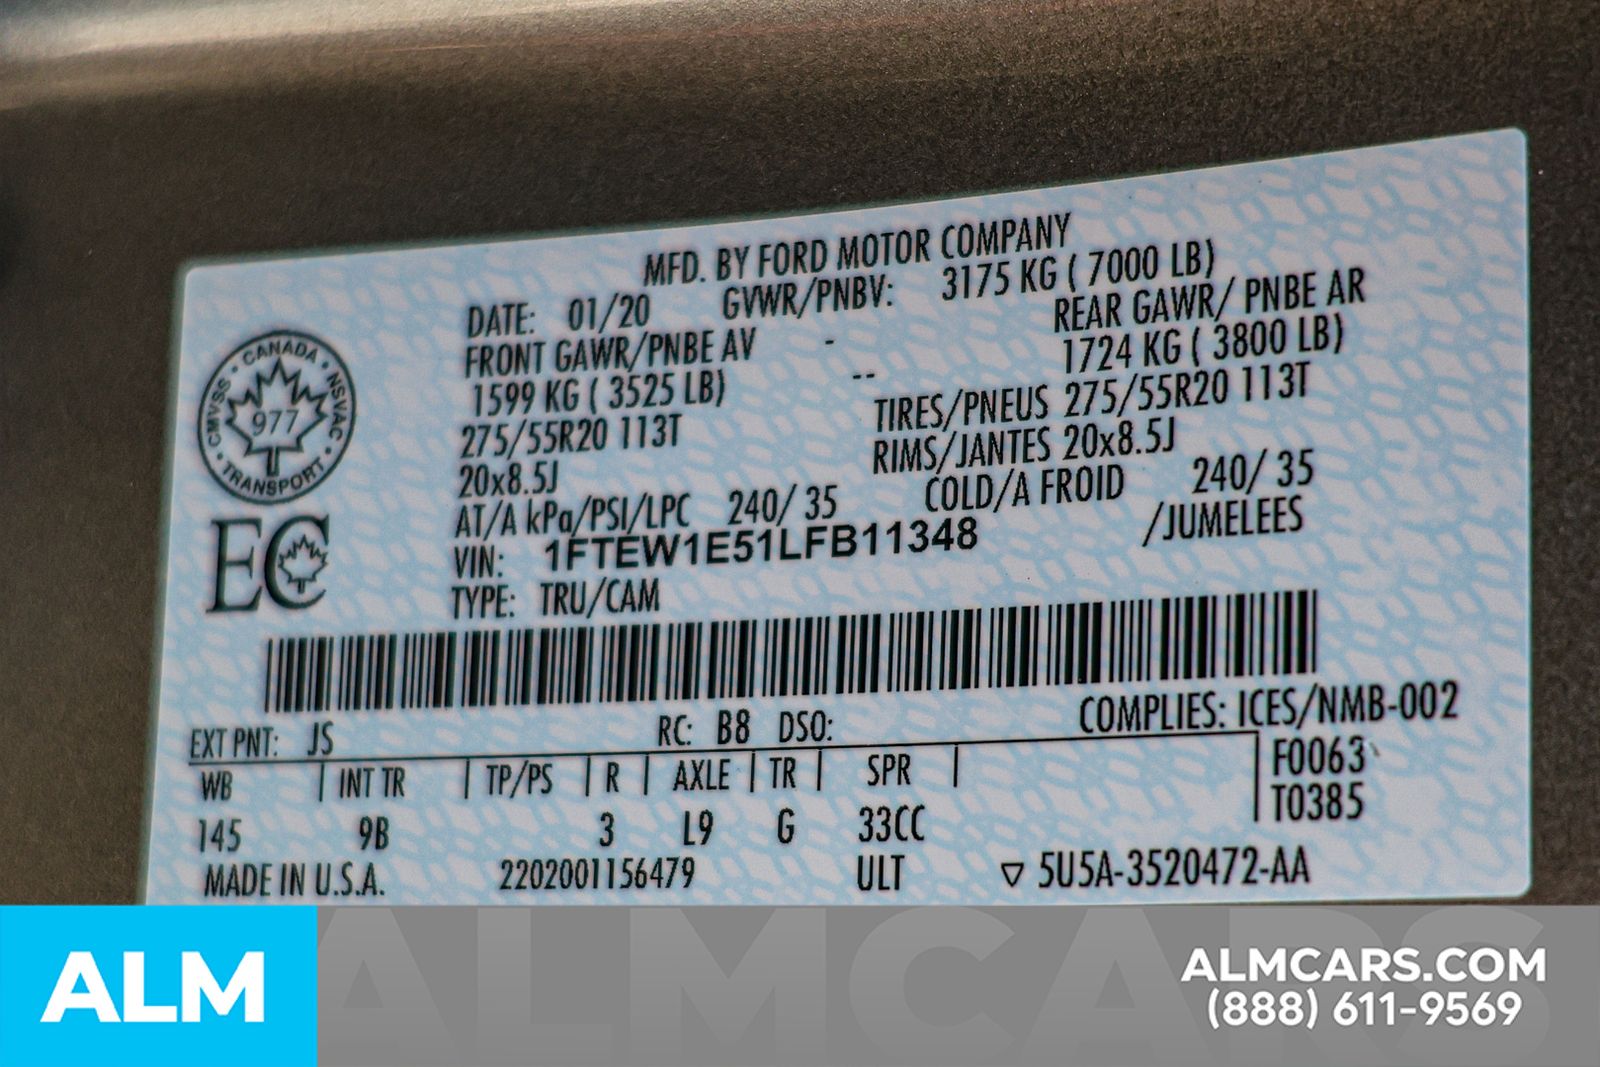 MFD. BY FORD MOTOR COMPANY
DATE: 01/20 GVWR/PNBV: 3175 KG ( 7000 LB)
FRONT GAWR/PNBE AV - REAR GAWR/ PNBE AR
1599 KG ( 3525 LB) -- 1724 KG ( 3800 LB)
275/55R20 113T TIRES/PNEUS 275/55R20 113T
20x8.5J RIMS/JANTES 20x8.5J
AT/A kPa/PSI/LPC 240/ 35 COLD/A FROID 240/ 35
VIN: 1FTEW1E51LFB11348 /JUMELEES
TYPE: TRU/CAM
CANADA • NSVAC • TRANSPORT • CMVSS •
977
EC
EXT PNT: JS RC: B8 DSO: COMPLIES: ICES/NMB-002
WB | INT TR | TP/PS | R | AXLE | TR | SPR | F0063
145 9B 3 L9 G 33CC T0385
MADE IN U.S.A. 2202001156479 ULT ▽ 5U5A-3520472-AA
ALMCARS
ALM
ALMCARS.COM
(888) 611-9569